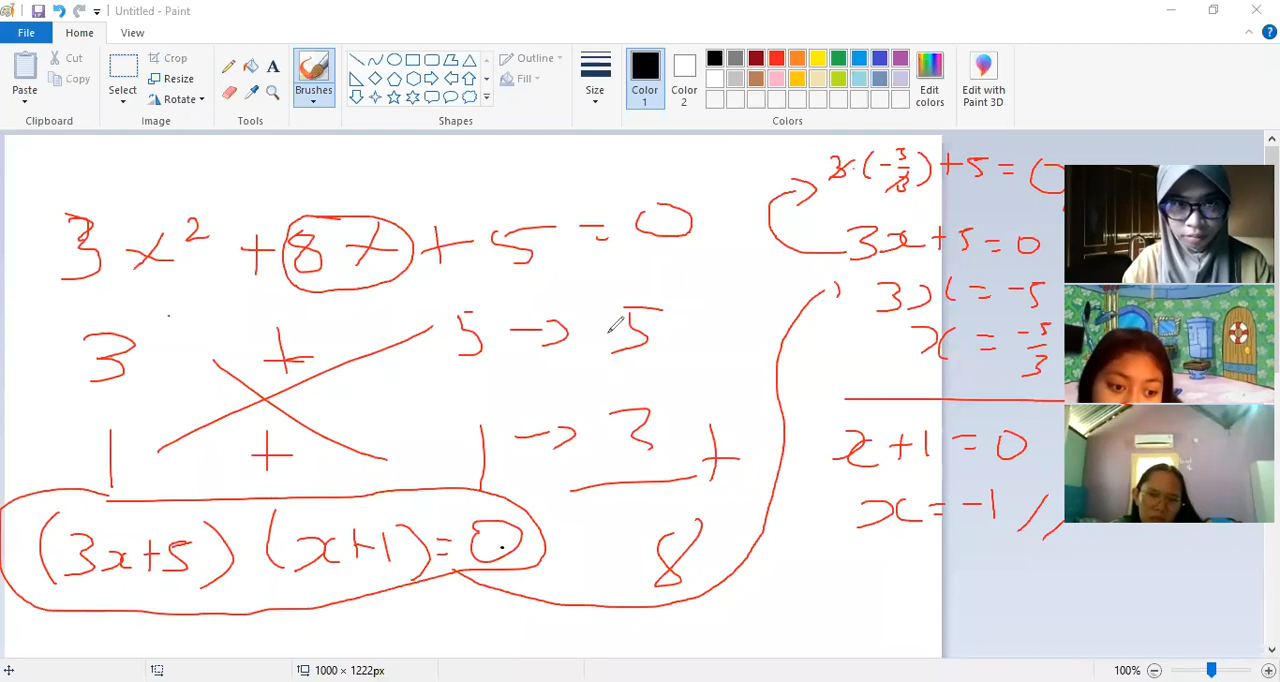 Untitled - Paint
File Home View
Paste
Cut
Copy
Clipboard
Select
Crop
Resize
Rotate
Image
A
Tools
Brushes
Outline
Fill
Shapes
Size
Color 1
Color 2
Edit colors
Colors
Edit with Paint 3D
3x² + 8x + 5 = 0
3 + 5 → 5
1 + 1 → 3 +
8
(3x+5) (x+1) = 0
3·(-5/3) + 5 = 0
3x + 5 = 0
3x = -5
x = -5/3
x + 1 = 0
x = -1 //
1000 × 1222px
100%